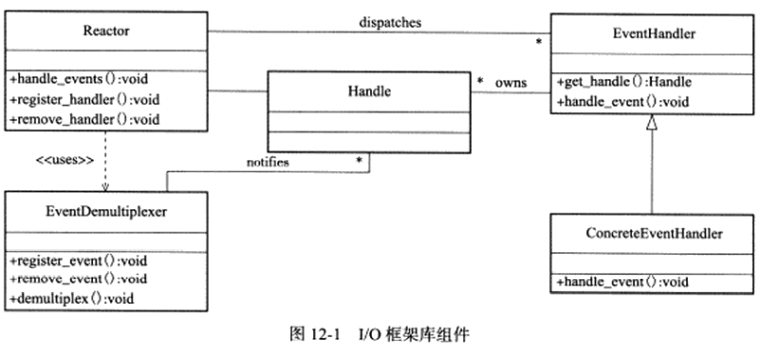 Reactor
+handle_events():void
+register_handler():void
+remove_handler():void
dispatches
*
EventHandler
+get_handle():Handle
+handle_event():void
Handle
* owns
<<uses>>
notifies
*
EventDemultiplexer
+register_event():void
+remove_event():void
+demultiplex():void
ConcreteEventHandler
+handle_event():void
图 12-1 I/O 框架库组件